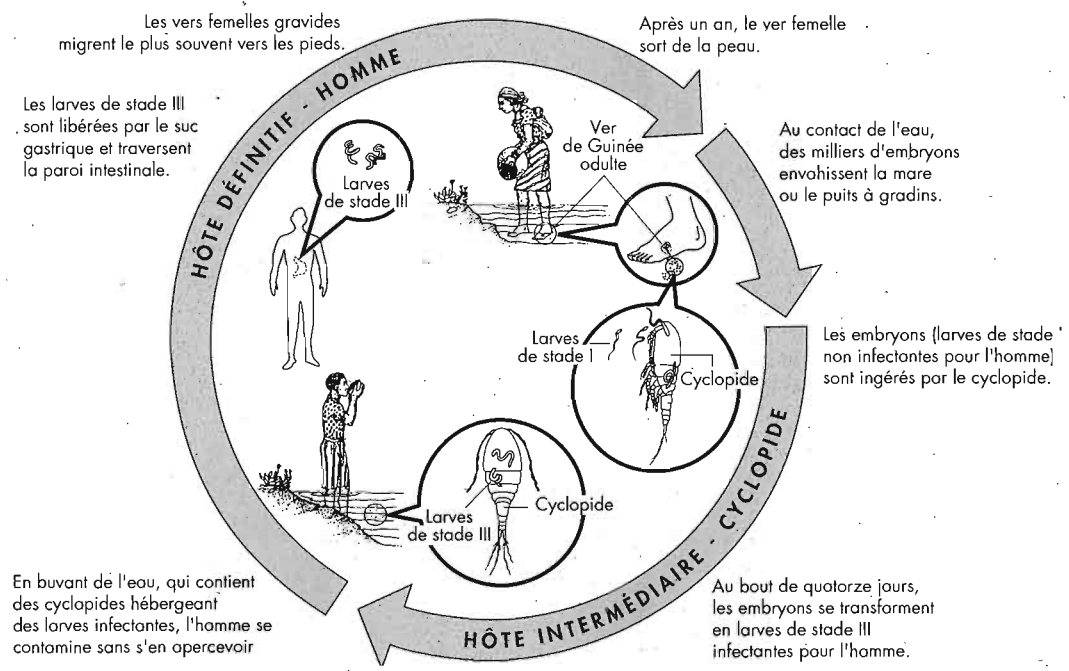 Les vers femelles gravides
migrent le plus souvent vers les pieds.
Après un an, le ver femelle
sort de la peau.
HÔTE DÉFINITIF - HOMME
Les larves de stade III
sont libérées par le suc
gastrique et traversent
la paroi intestinale.
Larves
de stade III
Ver
de Guinée
odulte
Au contact de l'eau,
des milliers d'embryons
envahissent la mare
ou le puits à gradins.
Larves
de stade I
Cyclopide
Les embryons (larves de stade
non infectantes pour l'homme)
sont ingérés par le cyclopide.
Larves
de stade III
Cyclopide
HÔTE INTERMÉDIAIRE - CYCLOPIDE
En buvant de l'eau, qui contient
des cyclopides hébergeant
des larves infectantes, l'homme se
contamine sans s'en apercevoir
Au bout de quatorze jours,
les embryons se transforment
en larves de stade III
infectantes pour l'homme.